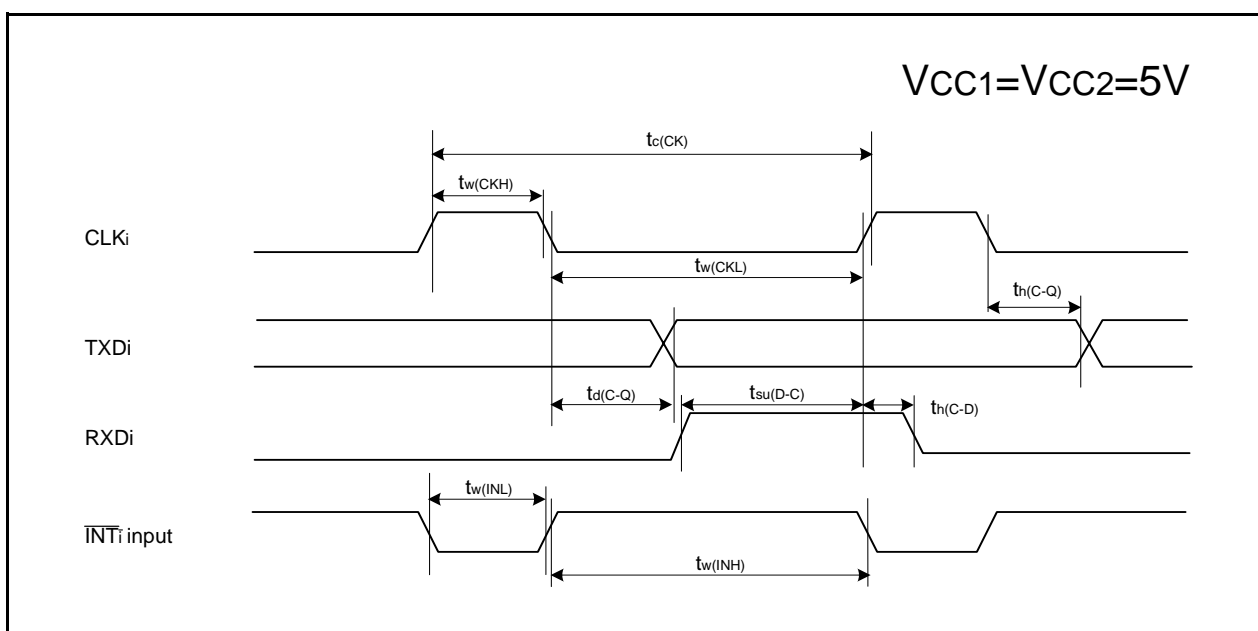 VCC1=VCC2=5V
tc(CK)
tw(CKH)
CLKi
tw(CKL)
th(C-Q)
TXDi
td(C-Q)
tsu(D-C)
th(C-D)
RXDi
tw(INL)
INTi input
tw(INH)